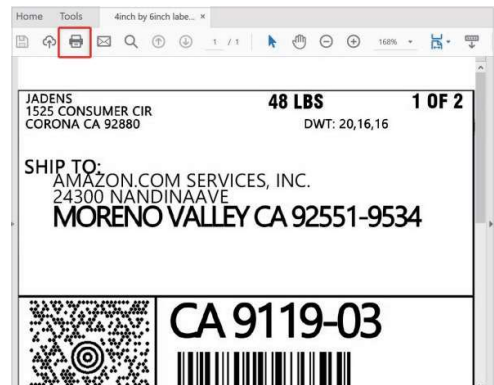 Home Tools 4inch by 6inch labe... ×
1 / 1 168%
JADENS 48 LBS 1 OF 2
1525 CONSUMER CIR
CORONA CA 92880 DWT: 20,16,16
SHIP TO:
AMAZON.COM SERVICES, INC.
24300 NANDINAAVE
MORENO VALLEY CA 92551-9534
CA 9119-03